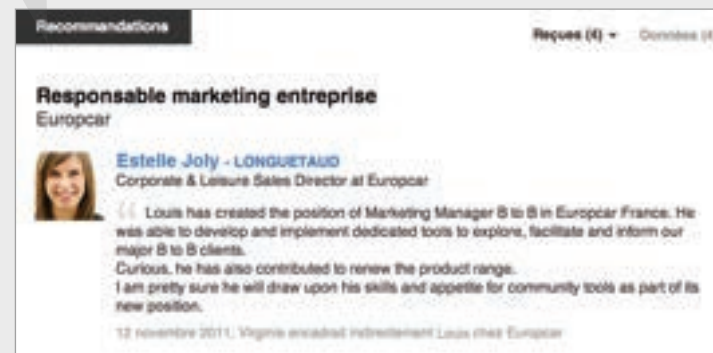 Recommandations
Reçues (4) Données (4
Responsable marketing entreprise
Europcar
Estelle Joly - LONGUETAUD
Corporate & Leisure Sales Director at Europcar
“ Louis has created the position of Marketing Manager B to B in Europcar France. He
was able to develop and implement dedicated tools to explore, facilitate and inform our
major B to B clients.
Curious, he has also contributed to renew the product range.
I am pretty sure he will draw upon his skills and appetite for community tools as part of its
new position.
12 novembre 2011, Virginie encadrait indirectement Louis chez Europcar